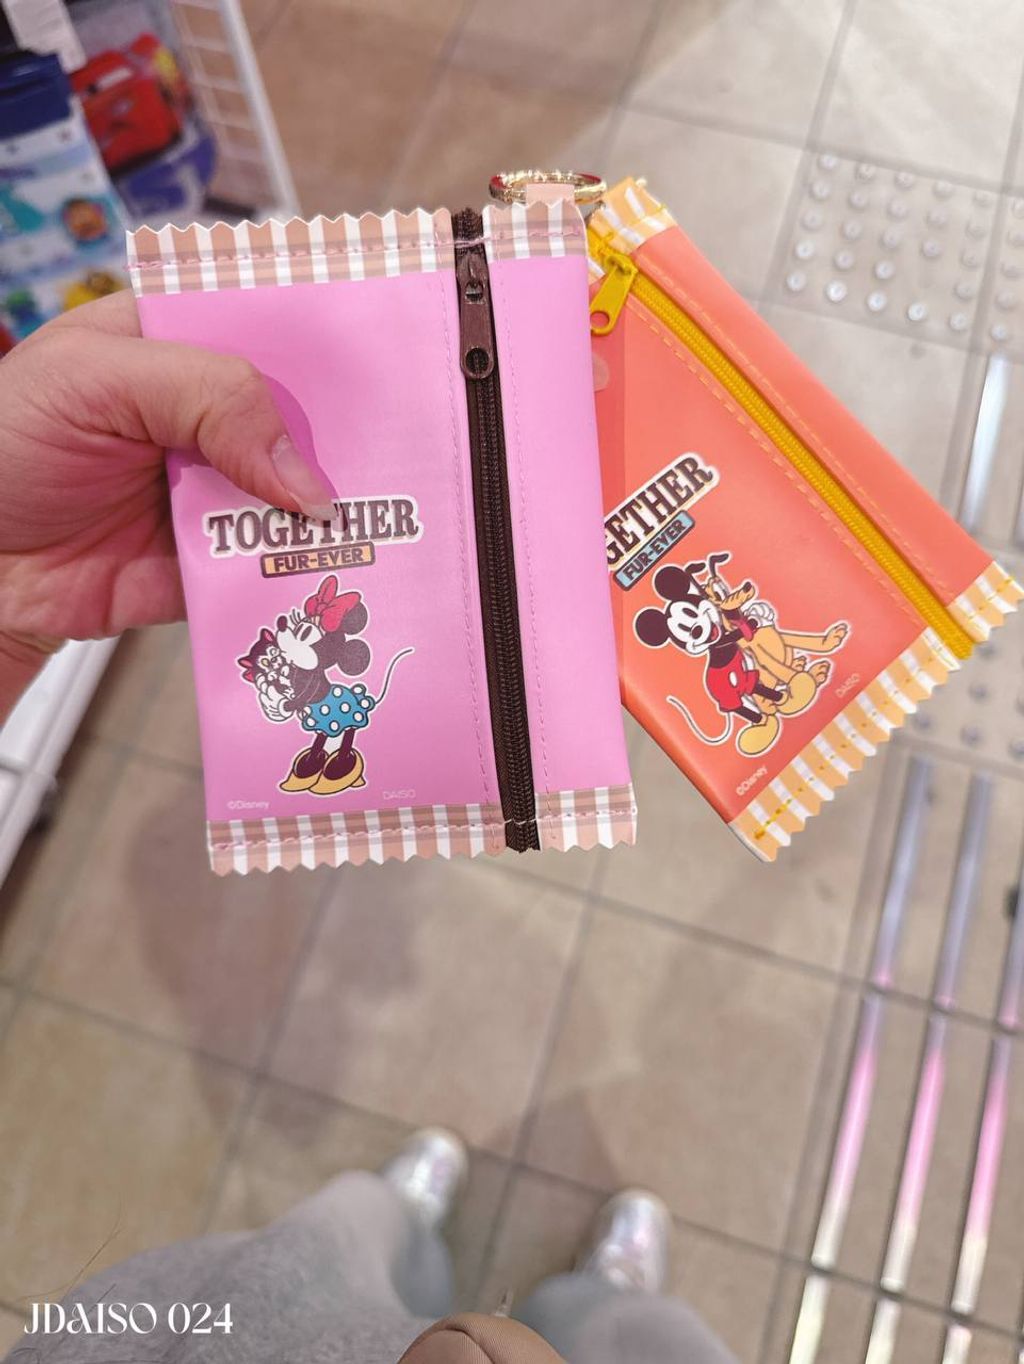 TOGETHER
FUR-EVER
©Disney
DAISO
GETHER
FUR-EVER
©Disney
DAISO
JDAISO 024